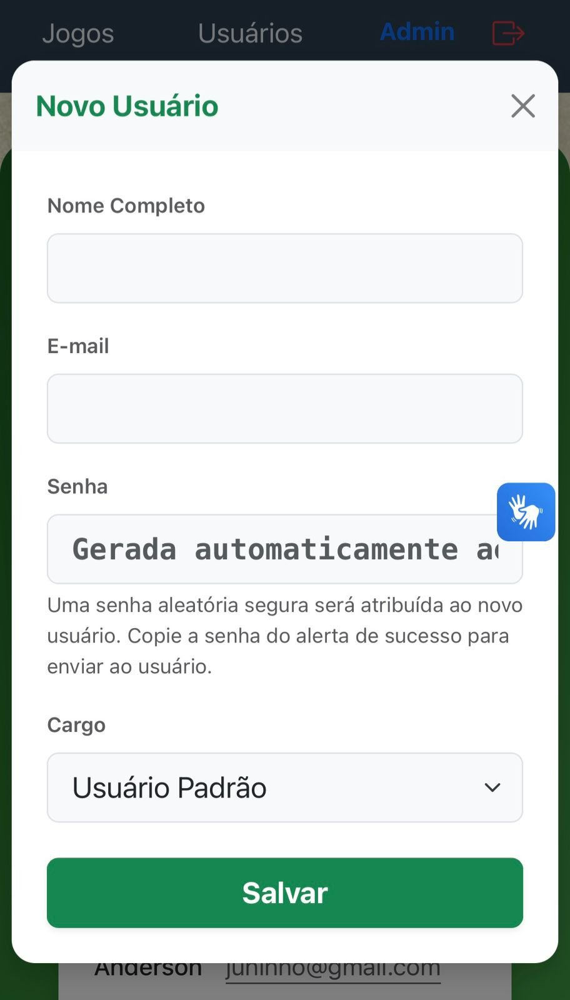 Jogos Usuários Admin
Novo Usuário
Nome Completo
E-mail
Senha
Gerada automaticamente
Uma senha aleatória segura será atribuída ao novo
usuário. Copie a senha do alerta de sucesso para
enviar ao usuário.
Cargo
Usuário Padrão
Salvar
Anderson juninho@gmail.com